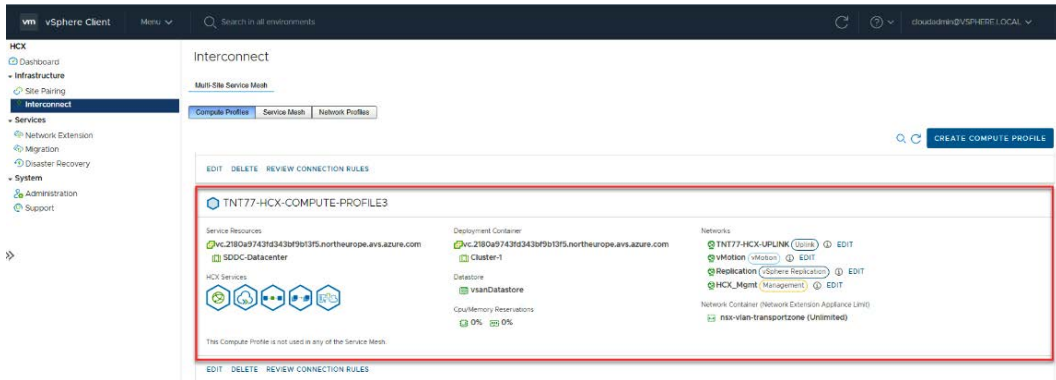 vm vSphere Client Menu Search in all environments cloudadmin@VSPHERE.LOCAL
HCX
Dashboard
Infrastructure
Site Pairing
Interconnect
Services
Network Extension
Migration
Disaster Recovery
System
Administration
Support
Interconnect
Multi-Site Service Mesh
Compute Profiles Service Mesh Network Profiles
CREATE COMPUTE PROFILE
EDIT DELETE REVIEW CONNECTION RULES
TNT77-HCX-COMPUTE-PROFILE3
Service Resources
vc.2180a9743fd343bf9b13f5.northeurope.avs.azure.com
SDDC-Datacenter
HCX Services
Deployment Container
vc.2180a9743fd343bf9b13f5.northeurope.avs.azure.com
Cluster-1
Datastore
vsanDatastore
Cpu/Memory Reservations
0% 0%
Networks
TNT77-HCX-UPLINK Uplink EDIT
vMotion vMotion EDIT
Replication vSphere Replication EDIT
HCX_Mgmt Management EDIT
Network Container (Network Extension Appliance Limit)
nsx-vlan-transportzone (Unlimited)
This Compute Profile is not used in any of the Service Mesh.
EDIT DELETE REVIEW CONNECTION RULES